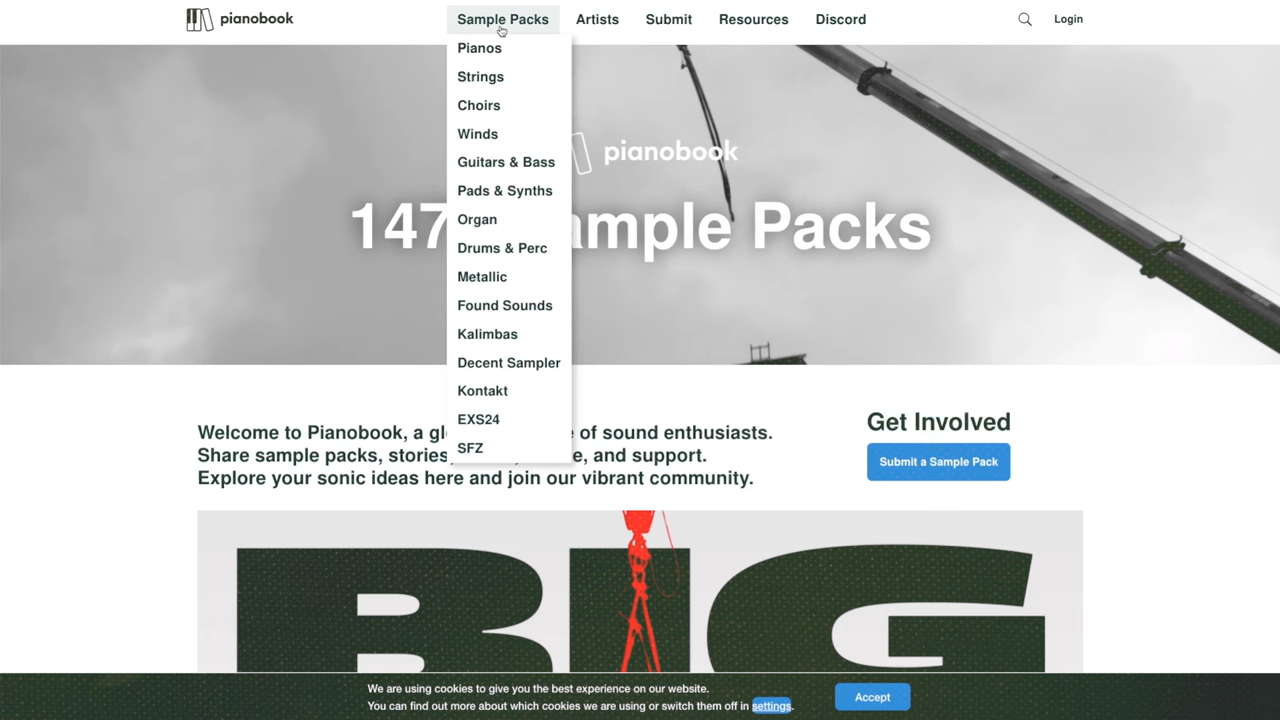 pianobook
Sample Packs
Artists
Submit
Resources
Discord
Login
Pianos
Strings
Choirs
Winds
Guitars & Bass
Pads & Synths
Organ
Drums & Perc
Metallic
Found Sounds
Kalimbas
Decent Sampler
Kontakt
EXS24
SFZ
pianobook
Packs
Welcome to Pianobook, a of sound enthusiasts.
Share sample packs, and support.
Explore your sonic ideas here and join our vibrant community.
Get Involved
Submit a Sample Pack
BIG
We are using cookies to give you the best experience on our website.
You can find out more about which cookies we are using or switch them off in settings.
Accept